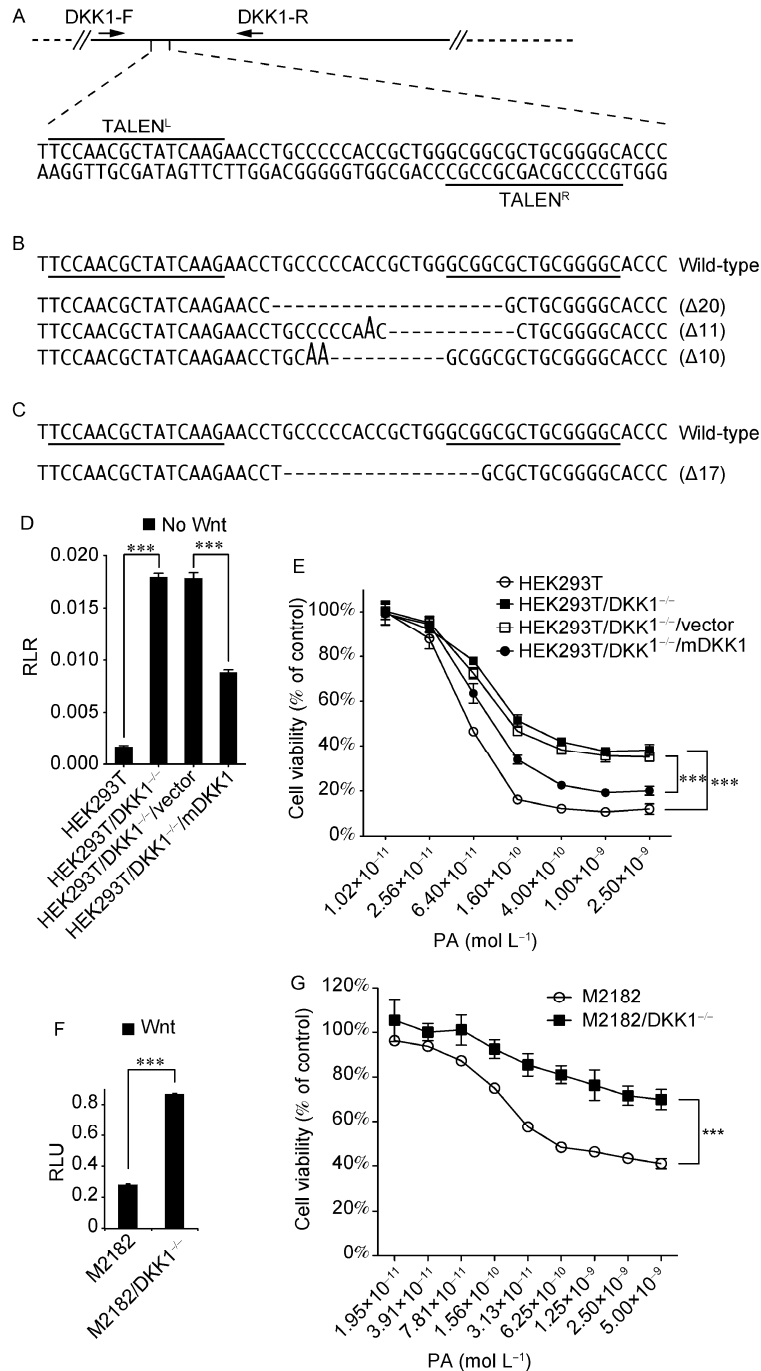 A
DKK1-F
DKK1-R
TALENᴸ
TTCCAACGCTATCAAGAACCTGCCCCCACCGCTGGGCGGCGCTGCGGGGCACCC
AAGGTTGCGATAGTTCTTGGACGGGGGTGGCGACCCGCCGCGACGCCCCGTGGG
TALENᴿ
B
TTCCAACGCTATCAAGAACCTGCCCCCACCGCTGGGCGGCGCTGCGGGGCACCC Wild-type
TTCCAACGCTATCAAGAACC--------------------GCTGCGGGGCACCC (Δ20)
TTCCAACGCTATCAAGAACCTGCCCCCAAC-----------CTGCGGGGCACCC (Δ11)
TTCCAACGCTATCAAGAACCTGCAA----------GCGGCGCTGCGGGGCACCC (Δ10)
C
TTCCAACGCTATCAAGAACCTGCCCCCACCGCTGGGCGGCGCTGCGGGGCACCC Wild-type
TTCCAACGCTATCAAGAACCT-----------------GCGCTGCGGGGCACCC (Δ17)
D
No Wnt
*** ***
RLR
0.020
0.015
0.010
0.005
0.000
HEK293T
HEK293T/DKK1⁻/⁻
HEK293T/DKK1⁻/⁻/vector
HEK293T/DKK1⁻/⁻/mDKK1
E
HEK293T
HEK293T/DKK1⁻/⁻
HEK293T/DKK1⁻/⁻/vector
HEK293T/DKK¹⁻/⁻/mDKK1
Cell viability (% of control)
100%
80%
60%
40%
20%
0%
*** ***
1.02×10⁻¹¹
2.56×10⁻¹¹
6.40×10⁻¹¹
1.60×10⁻¹⁰
4.00×10⁻¹⁰
1.00×10⁻⁹
2.50×10⁻⁹
PA (mol L⁻¹)
F
Wnt
***
RLU
0.8
0.6
0.4
0.2
0
M2182
M2182/DKK1⁻/⁻
G
M2182
M2182/DKK1⁻/⁻
Cell viability (% of control)
120%
100%
80%
60%
40%
20%
0%
***
1.95×10⁻¹¹
3.91×10⁻¹¹
7.81×10⁻¹¹
1.56×10⁻¹⁰
3.13×10⁻¹¹
6.25×10⁻¹⁰
1.25×10⁻⁹
2.50×10⁻⁹
5.00×10⁻⁹
PA (mol L⁻¹)